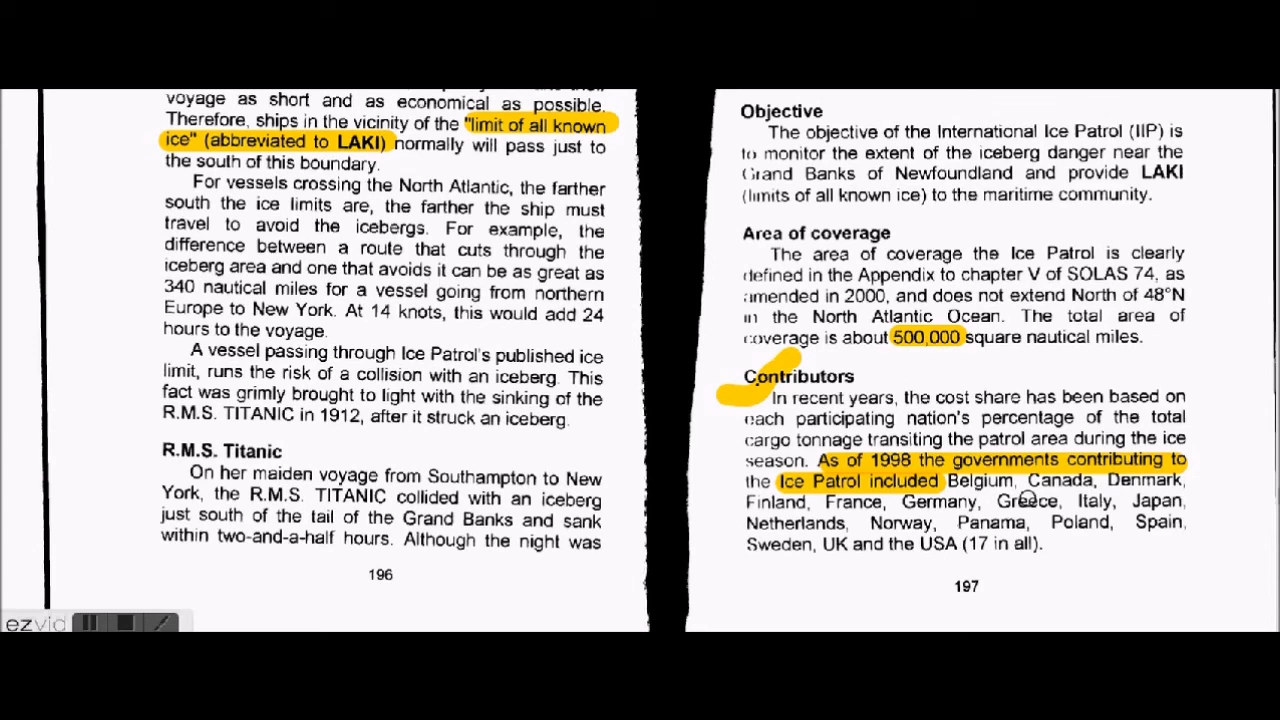 voyage as short and as economical as possible.
Therefore, ships in the vicinity of the "limit of all known
ice" (abbreviated to LAKI) normally will pass just to
the south of this boundary.
For vessels crossing the North Atlantic, the farther
south the ice limits are, the farther the ship must
travel to avoid the icebergs. For example, the
difference between a route that cuts through the
iceberg area and one that avoids it can be as great as
340 nautical miles for a vessel going from northern
Europe to New York. At 14 knots, this would add 24
hours to the voyage.
A vessel passing through Ice Patrol's published ice
limit, runs the risk of a collision with an iceberg. This
fact was grimly brought to light with the sinking of the
R.M.S. TITANIC in 1912, after it struck an iceberg.
R.M.S. Titanic
On her maiden voyage from Southampton to New
York, the R.M.S. TITANIC collided with an iceberg
just south of the tail of the Grand Banks and sank
within two-and-a-half hours. Although the night was
196
Objective
The objective of the International Ice Patrol (IIP) is
to monitor the extent of the iceberg danger near the
Grand Banks of Newfoundland and provide LAKI
(limits of all known ice) to the maritime community.
Area of coverage
The area of coverage the Ice Patrol is clearly
defined in the Appendix to chapter V of SOLAS 74, as
amended in 2000, and does not extend North of 48°N
in the North Atlantic Ocean. The total area of
coverage is about 500,000 square nautical miles.
Contributors
In recent years, the cost share has been based on
each participating nation's percentage of the total
cargo tonnage transiting the patrol area during the ice
season. As of 1998 the governments contributing to
the Ice Patrol included Belgium, Canada, Denmark,
Finland, France, Germany, Greece, Italy, Japan,
Netherlands, Norway, Panama, Poland, Spain,
Sweden, UK and the USA (17 in all).
197
ezvid